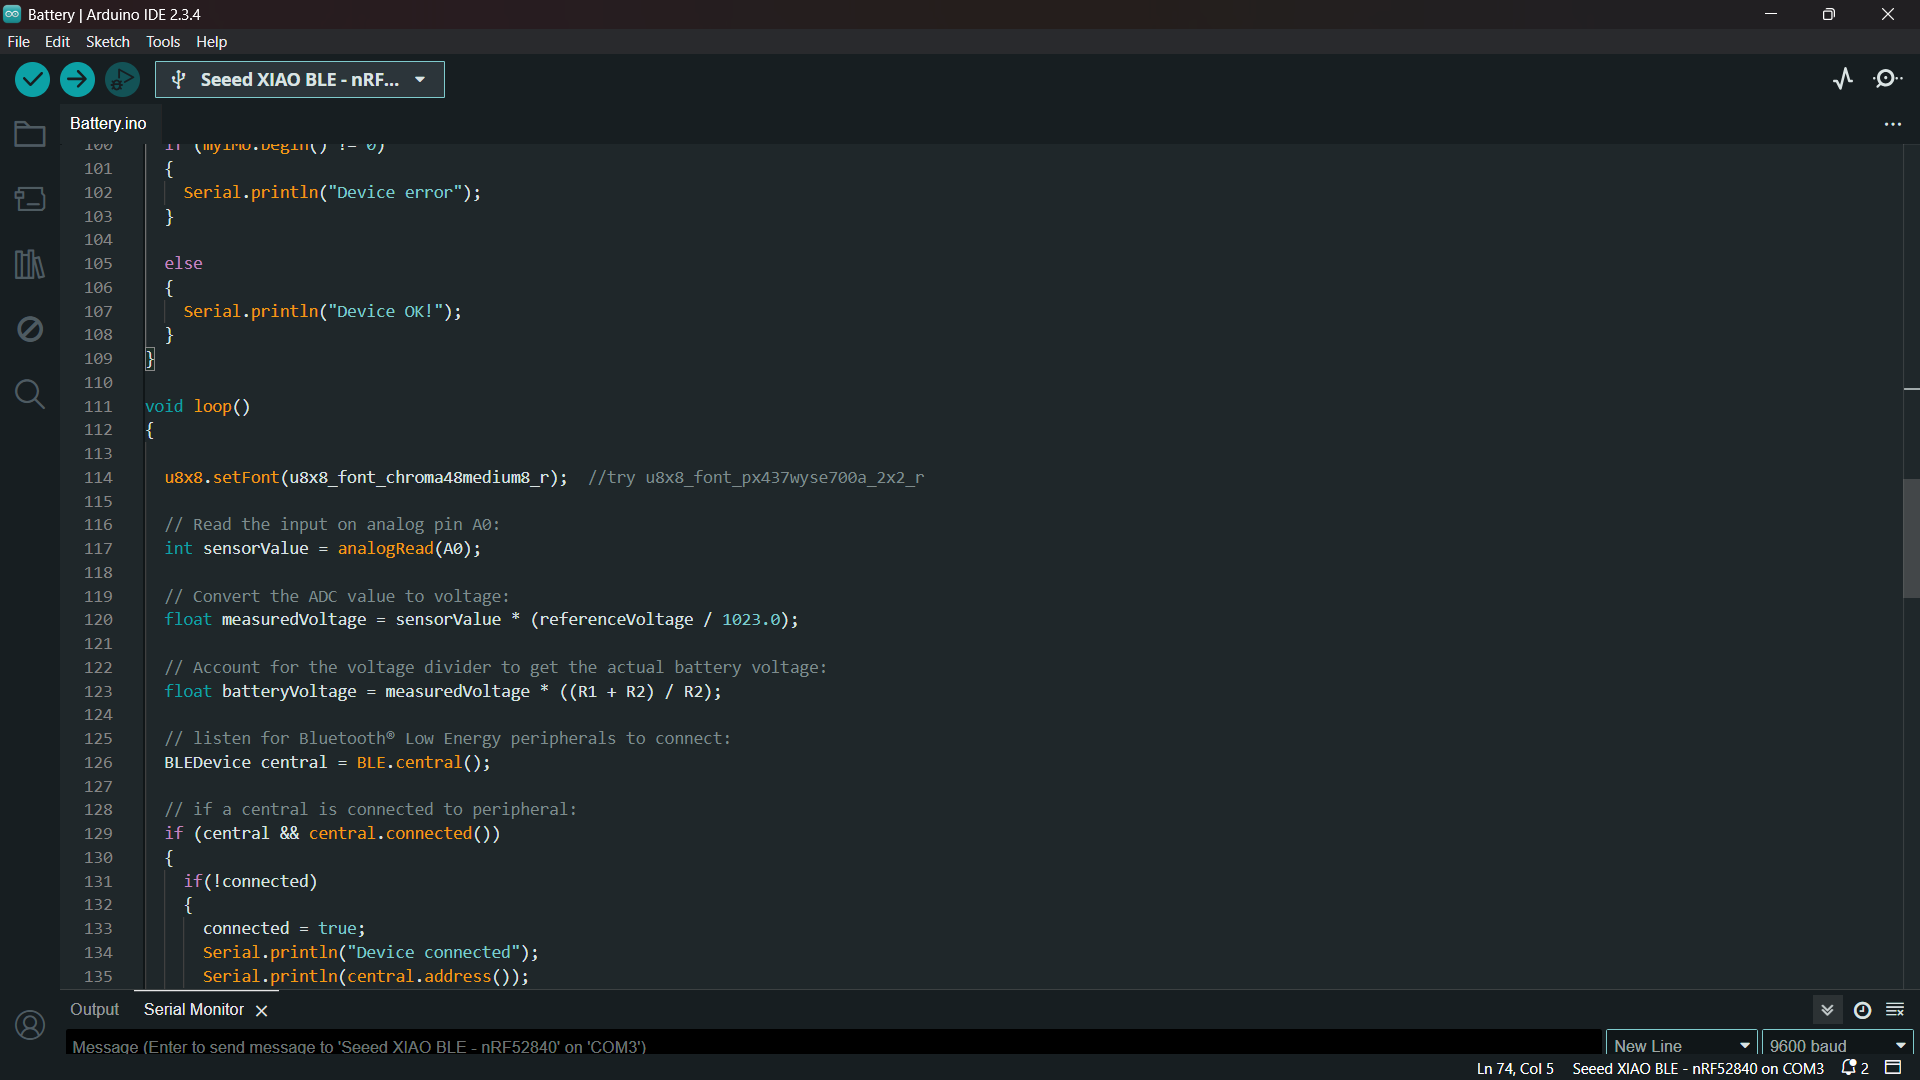 Battery | Arduino IDE 2.3.4
File Edit Sketch Tools Help
Seeed XIAO BLE - nRF...
Battery.ino
100 if (myIMU.begin() != 0)
101 {
102 Serial.println("Device error");
103 }
104
105 else
106 {
107 Serial.println("Device OK!");
108 }
109 }
110
111 void loop()
112 {
113
114 u8x8.setFont(u8x8_font_chroma48medium8_r); //try u8x8_font_px437wyse700a_2x2_r
115
116 // Read the input on analog pin A0:
117 int sensorValue = analogRead(A0);
118
119 // Convert the ADC value to voltage:
120 float measuredVoltage = sensorValue * (referenceVoltage / 1023.0);
121
122 // Account for the voltage divider to get the actual battery voltage:
123 float batteryVoltage = measuredVoltage * ((R1 + R2) / R2);
124
125 // listen for Bluetooth® Low Energy peripherals to connect:
126 BLEDevice central = BLE.central();
127
128 // if a central is connected to peripheral:
129 if (central && central.connected())
130 {
131 if(!connected)
132 {
133 connected = true;
134 Serial.println("Device connected");
135 Serial.println(central.address());
Output Serial Monitor
Message (Enter to send message to 'Seeed XIAO BLE - nRF52840' on 'COM3') New Line 9600 baud
Ln 74, Col 5 Seeed XIAO BLE - nRF52840 on COM3 2